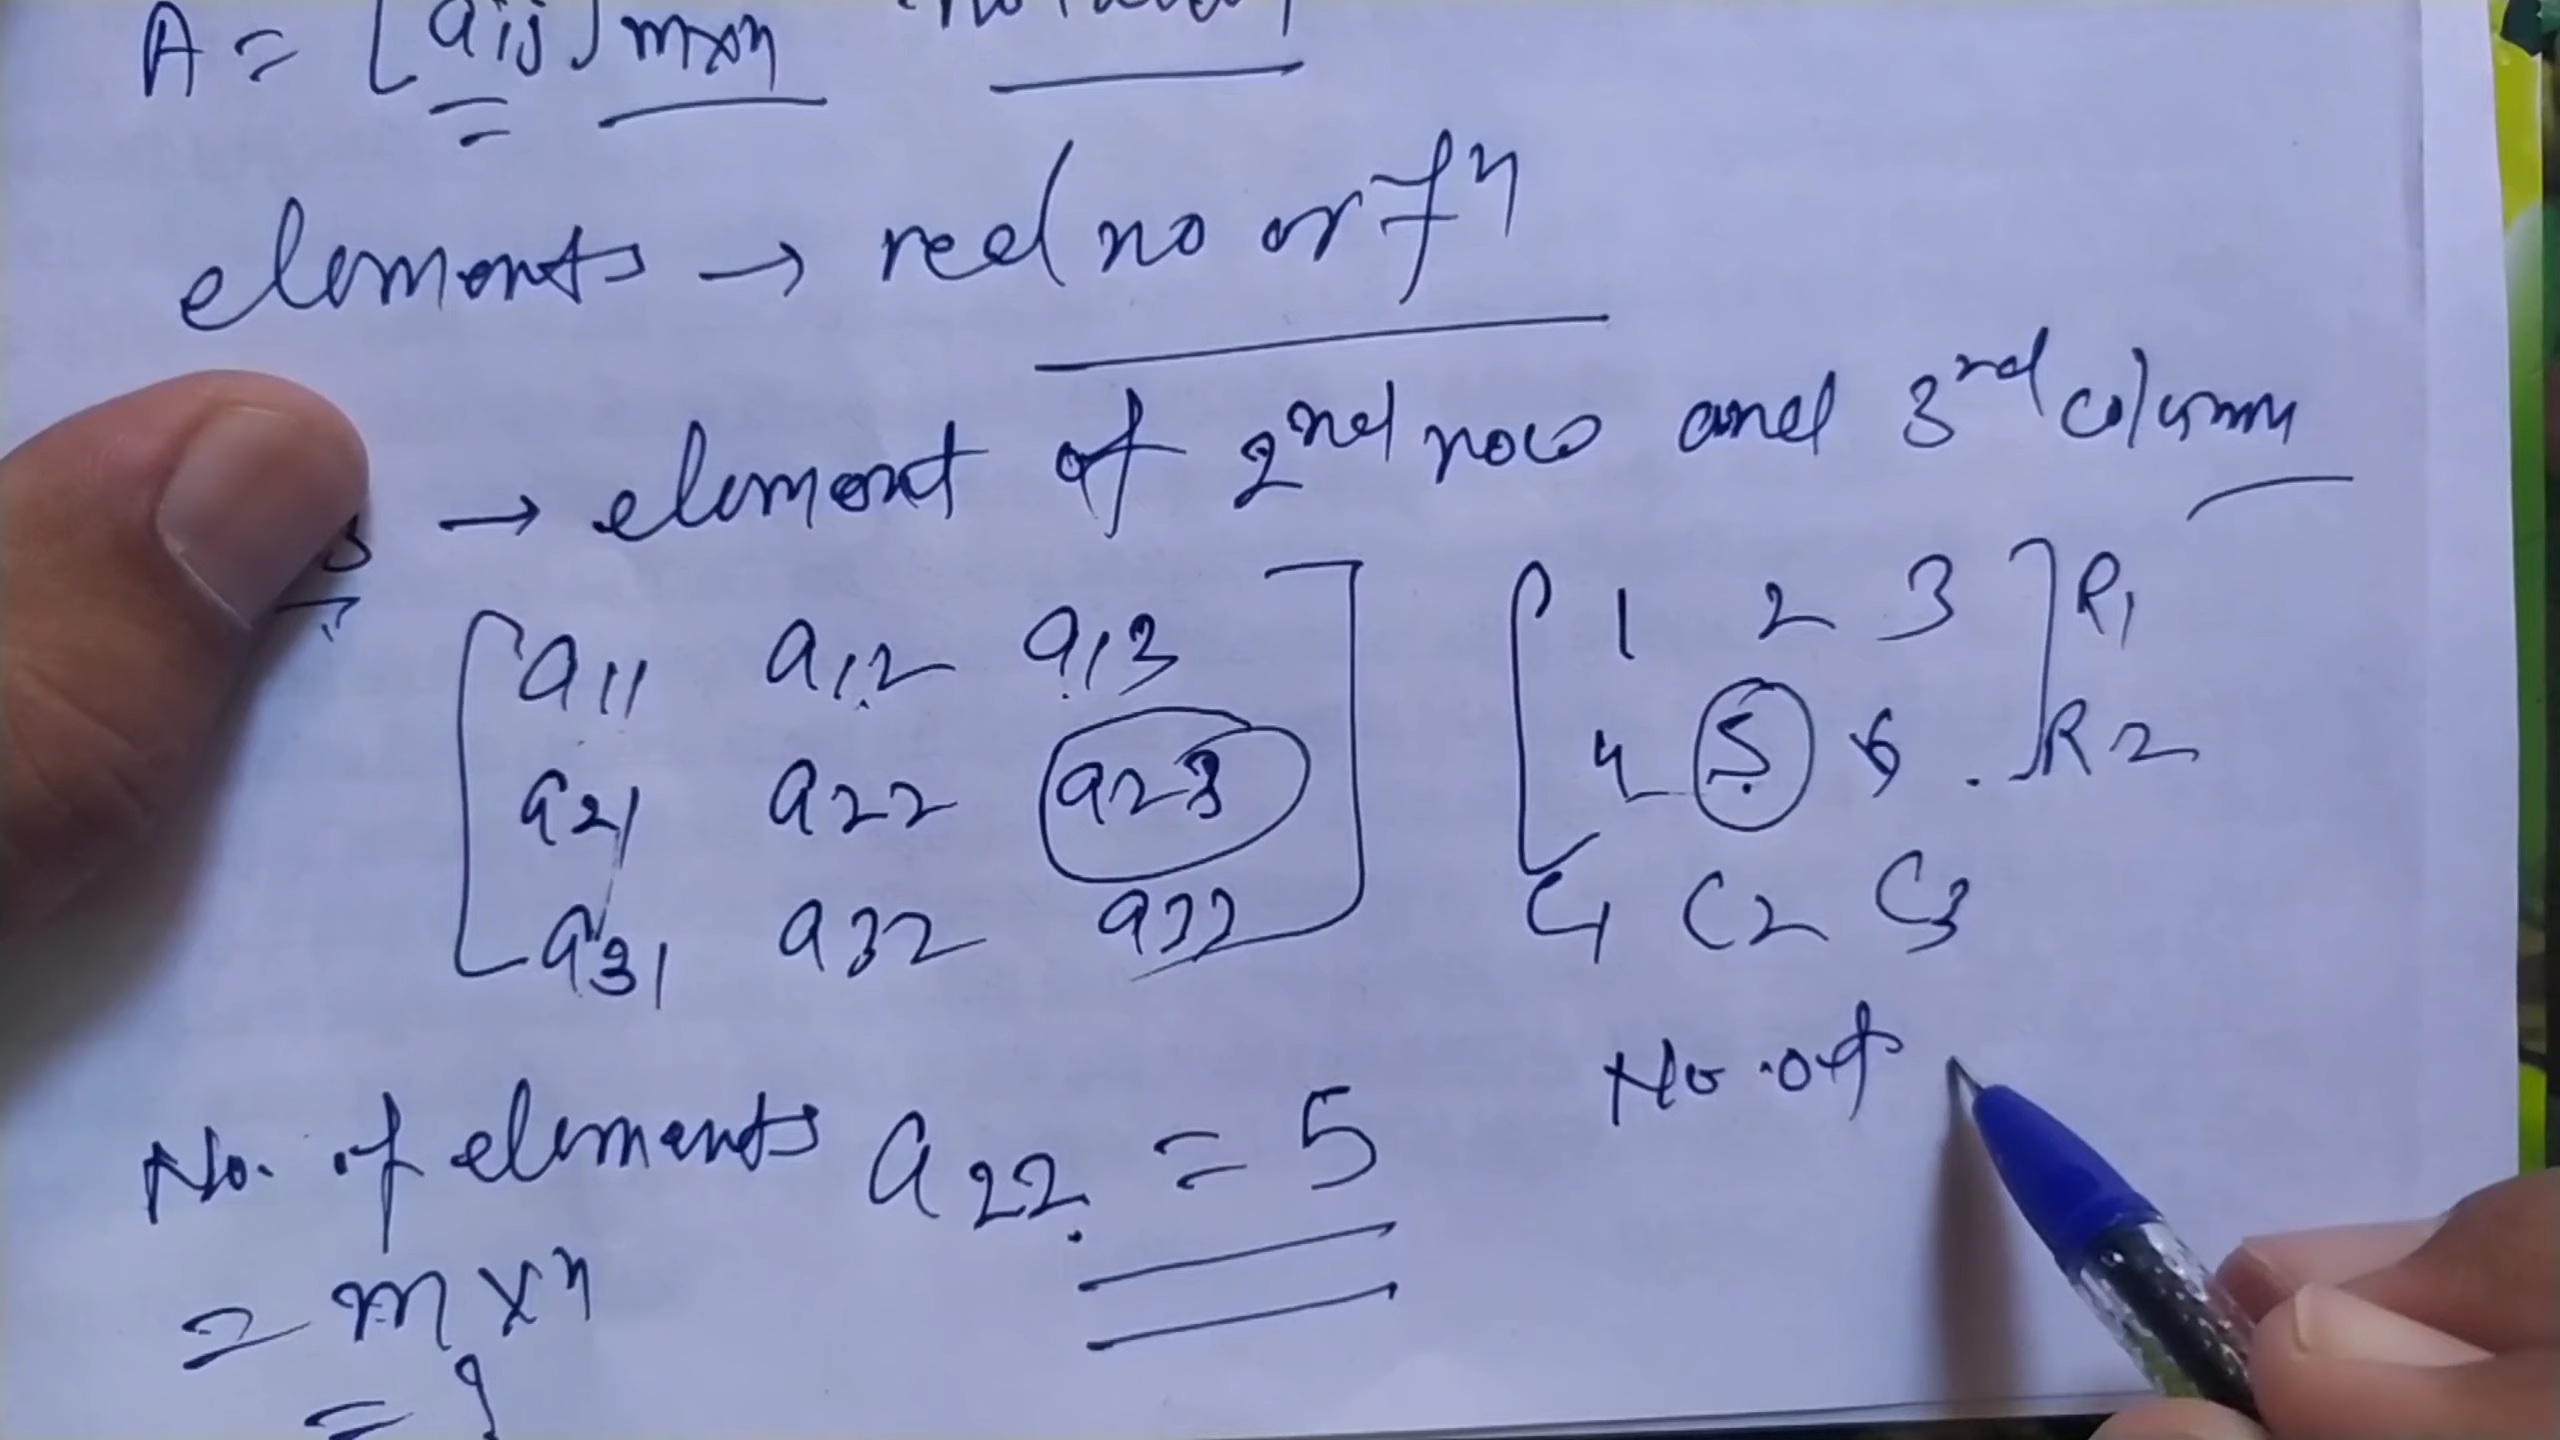 A = [aij] m×n
elements → real no or fn
→ element of 2nd row and 3rd column
a11 a12 a13
a21 a22 a23
a31 a32 a32
1 2 3 R1
4 5 6 R2
C1 C2 C3
No. of elements
= m × n
a22 = 5
No. of